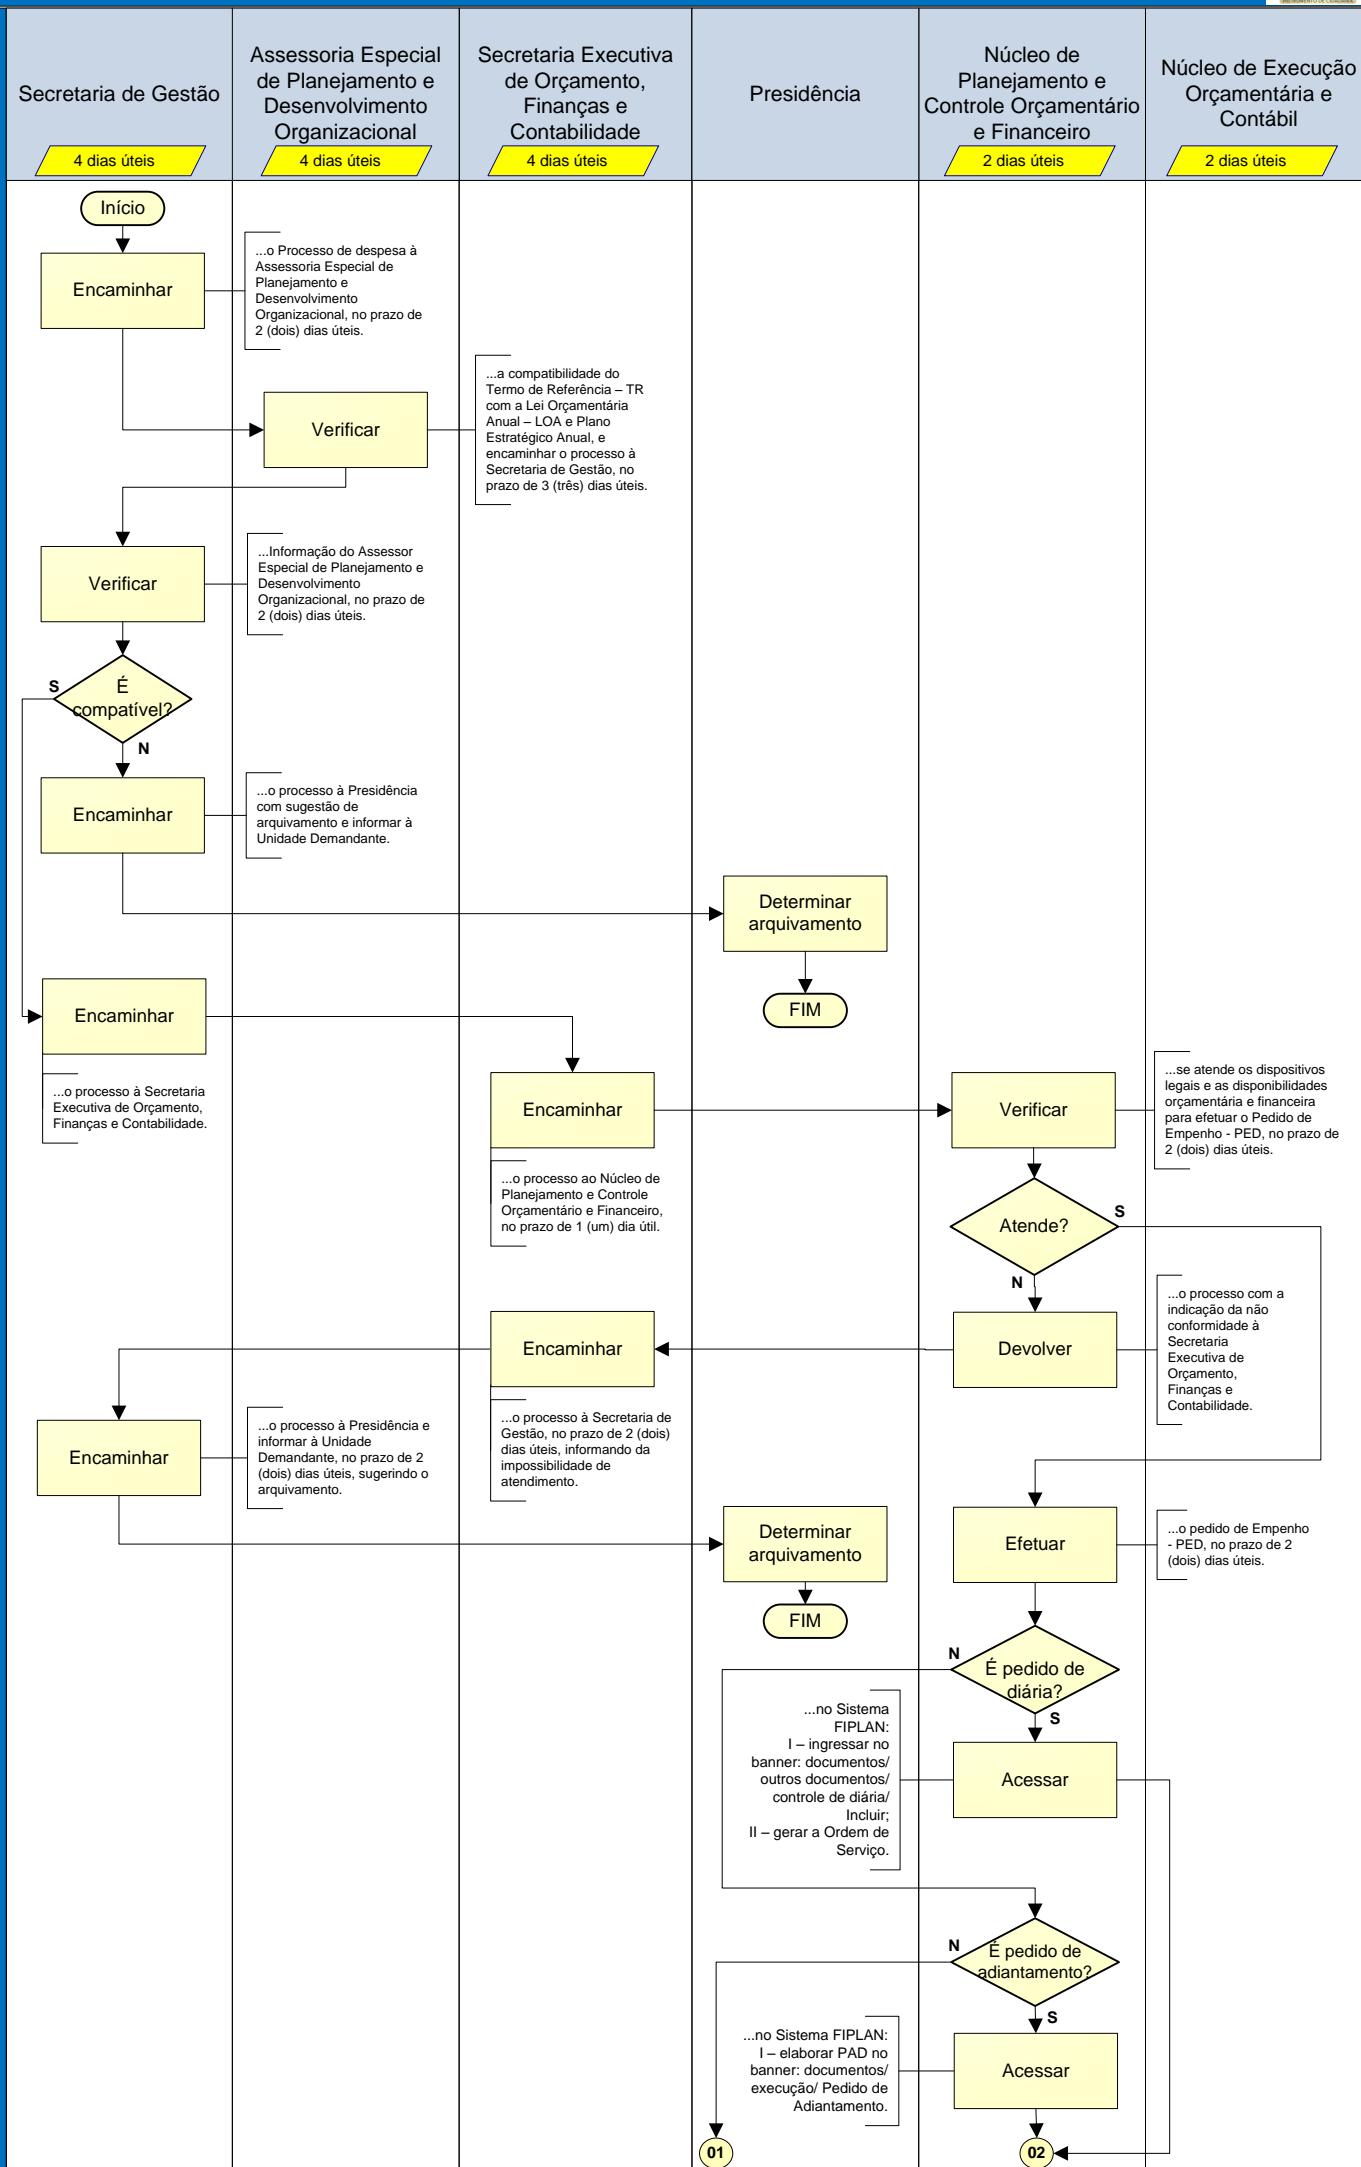 Secretaria de Gestão
4 dias úteis
Assessoria Especial
de Planejamento e
Desenvolvimento
Organizacional
4 dias úteis
Secretaria Executiva
de Orçamento,
Finanças e
Contabilidade
4 dias úteis
Presidência
Núcleo de
Planejamento e
Controle Orçamentário
e Financeiro
2 dias úteis
Núcleo de Execução
Orçamentária e
Contábil
2 dias úteis
Início
Encaminhar
...o Processo de despesa à
Assessoria Especial de
Planejamento e
Desenvolvimento
Organizacional, no prazo de
2 (dois) dias úteis.
Verificar
...a compatibilidade do
Termo de Referência – TR
com a Lei Orçamentária
Anual – LOA e Plano
Estratégico Anual, e
encaminhar o processo à
Secretaria de Gestão, no
prazo de 3 (três) dias úteis.
Verificar
...Informação do Assessor
Especial de Planejamento e
Desenvolvimento
Organizacional, no prazo de
2 (dois) dias úteis.
É
compatível?
S
N
Encaminhar
...o processo à Presidência
com sugestão de
arquivamento e informar à
Unidade Demandante.
Determinar
arquivamento
FIM
Encaminhar
...o processo à Secretaria
Executiva de Orçamento,
Finanças e Contabilidade.
Encaminhar
...o processo ao Núcleo de
Planejamento e Controle
Orçamentário e Financeiro,
no prazo de 1 (um) dia útil.
Verificar
...se atende os dispositivos
legais e as disponibilidades
orçamentária e financeira
para efetuar o Pedido de
Empenho - PED, no prazo de
2 (dois) dias úteis.
Atende?
S
N
Devolver
...o processo com a
indicação da não
conformidade à
Secretaria
Executiva de
Orçamento,
Finanças e
Contabilidade.
Encaminhar
...o processo à Secretaria de
Gestão, no prazo de 2 (dois)
dias úteis, informando da
impossibilidade de
atendimento.
Encaminhar
...o processo à Presidência e
informar à Unidade
Demandante, no prazo de 2
(dois) dias úteis, sugerindo o
arquivamento.
Determinar
arquivamento
FIM
Efetuar
...o pedido de Empenho
- PED, no prazo de 2
(dois) dias úteis.
É pedido de
diária?
N
S
Acessar
...no Sistema
FIPLAN:
I – ingressar no
banner: documentos/
outros documentos/
controle de diária/
Incluir;
II – gerar a Ordem de
Serviço.
É pedido de
adiantamento?
N
S
Acessar
...no Sistema FIPLAN:
I – elaborar PAD no
banner: documentos/
execução/ Pedido de
Adiantamento.
01
02